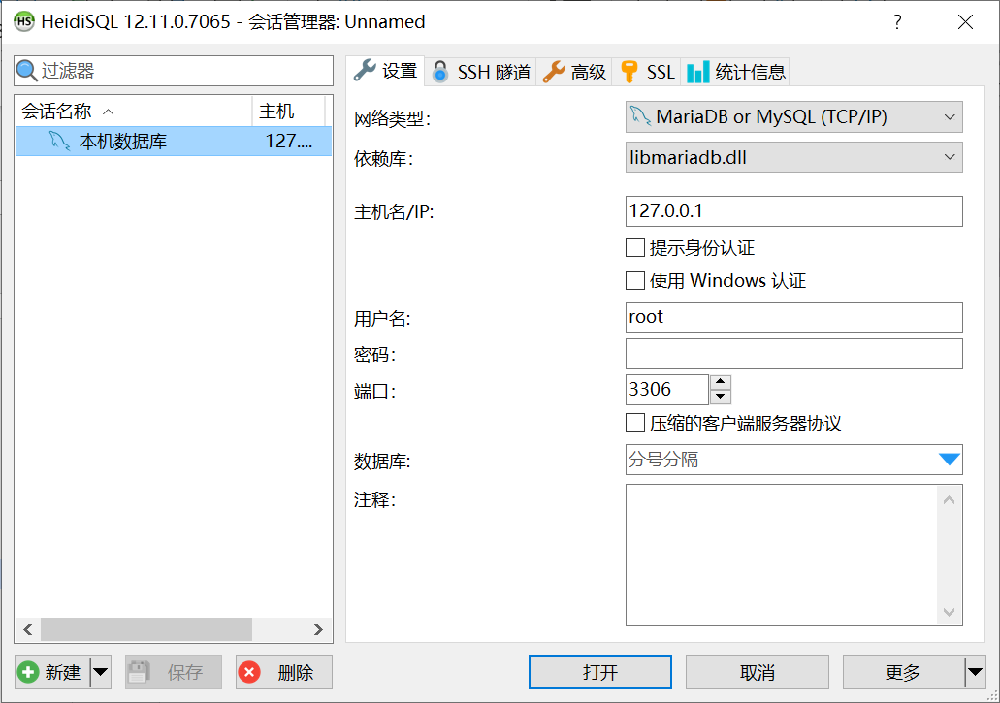 HeidiSQL 12.11.0.7065 - 会话管理器: Unnamed
过滤器
会话名称 主机
本机数据库 127....
设置 SSH 隧道 高级 SSL 统计信息
网络类型: MariaDB or MySQL (TCP/IP)
依赖库: libmariadb.dll
主机名/IP: 127.0.0.1
提示身份认证
使用 Windows 认证
用户名: root
密码:
端口: 3306
压缩的客户端服务器协议
数据库: 分号分隔
注释:
新建 保存 删除 打开 取消 更多